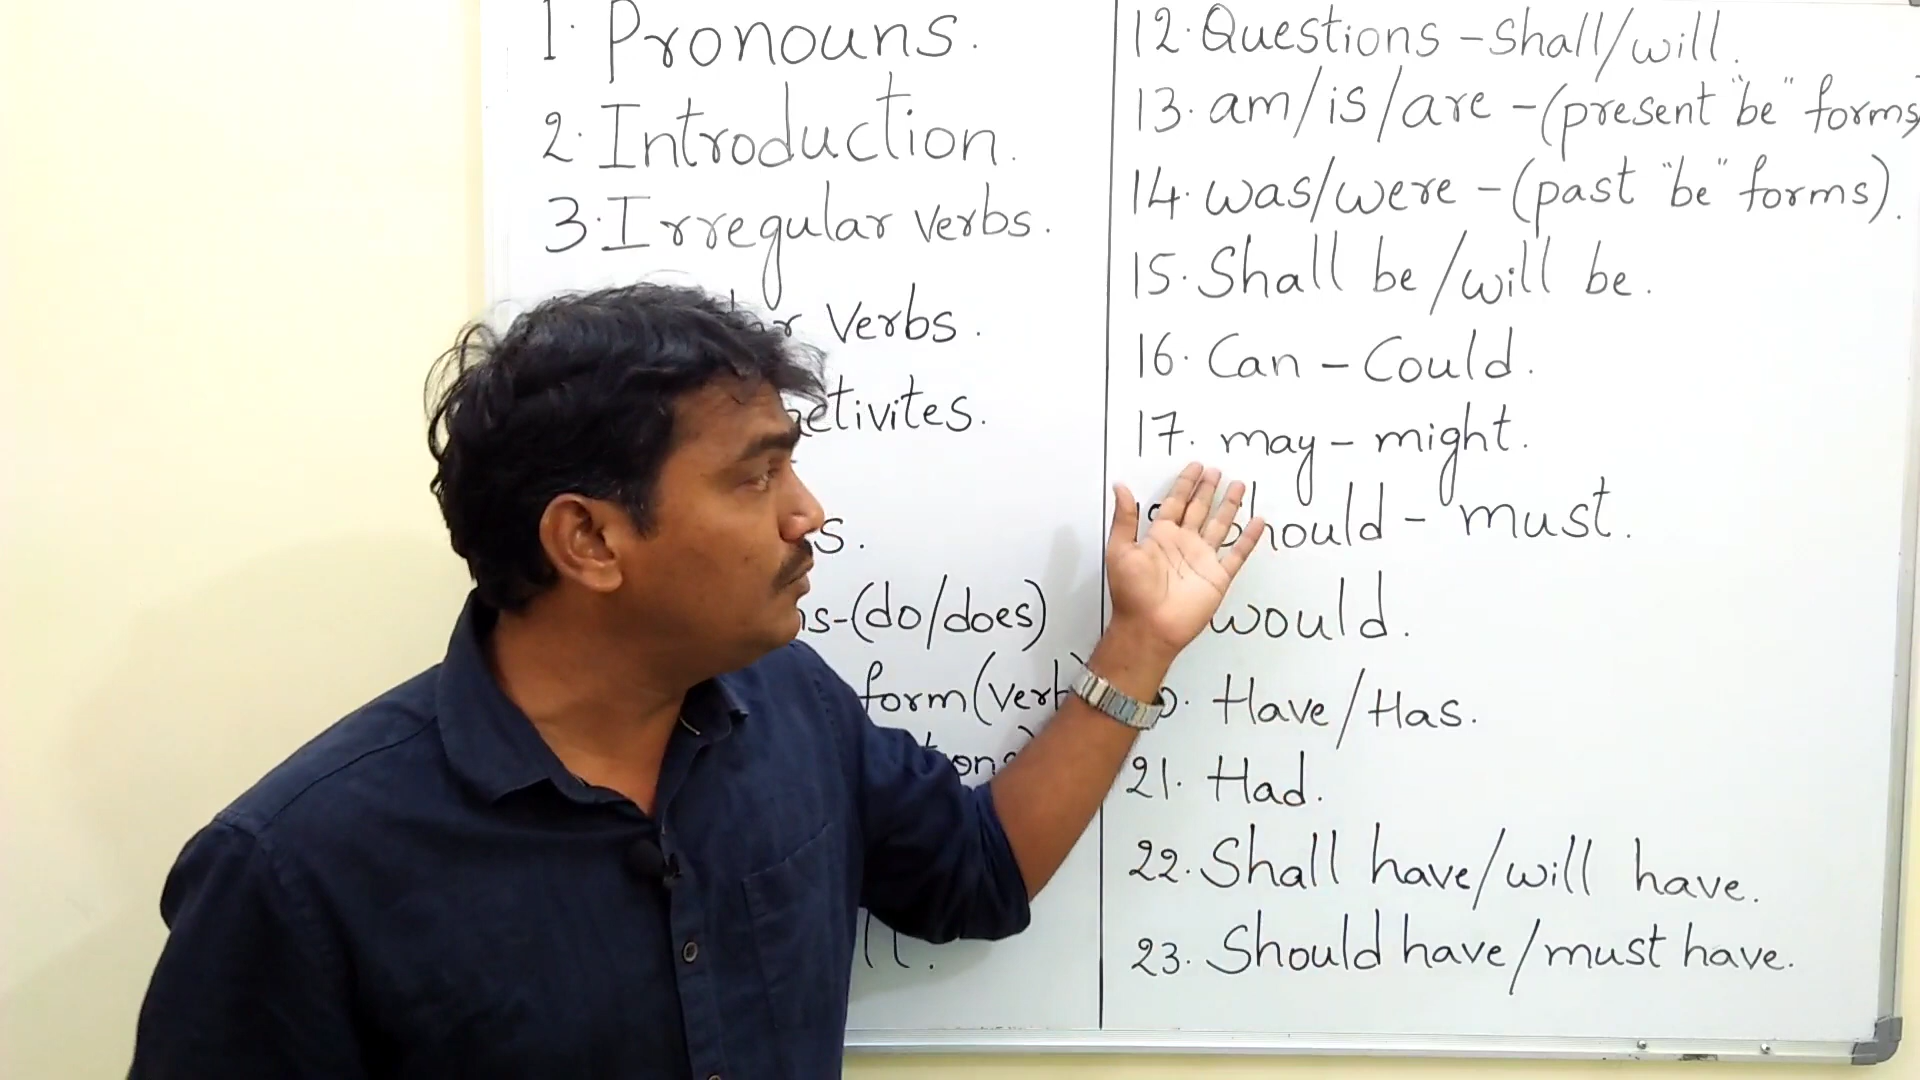 1. Pronouns.
2. Introduction.
3. Irregular verbs.
verbs.
s.
(do/does)
form (verb)
12. Questions - Shall/will.
13. am/is/are - (present "be" forms
14. was/were - (past "be" forms).
15. Shall be/will be.
16. Can - Could.
17. may - might.
Should - must.
would.
Have/Has.
21. Had.
22. Shall have/will have.
23. Should have/must have.